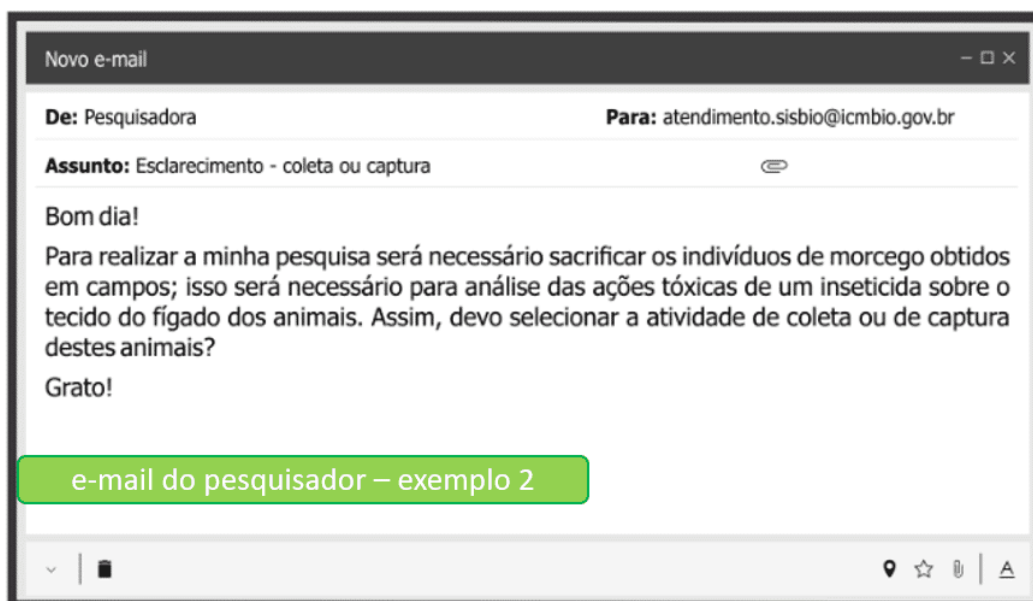 Novo e-mail
De: Pesquisadora
Para: atendimento.sisbio@icmbio.gov.br
Assunto: Esclarecimento - coleta ou captura
Bom dia!
Para realizar a minha pesquisa será necessário sacrificar os indivíduos de morcego obtidos
em campos; isso será necessário para análise das ações tóxicas de um inseticida sobre o
tecido do fígado dos animais. Assim, devo selecionar a atividade de coleta ou de captura
destes animais?
Grato!
e-mail do pesquisador – exemplo 2
A